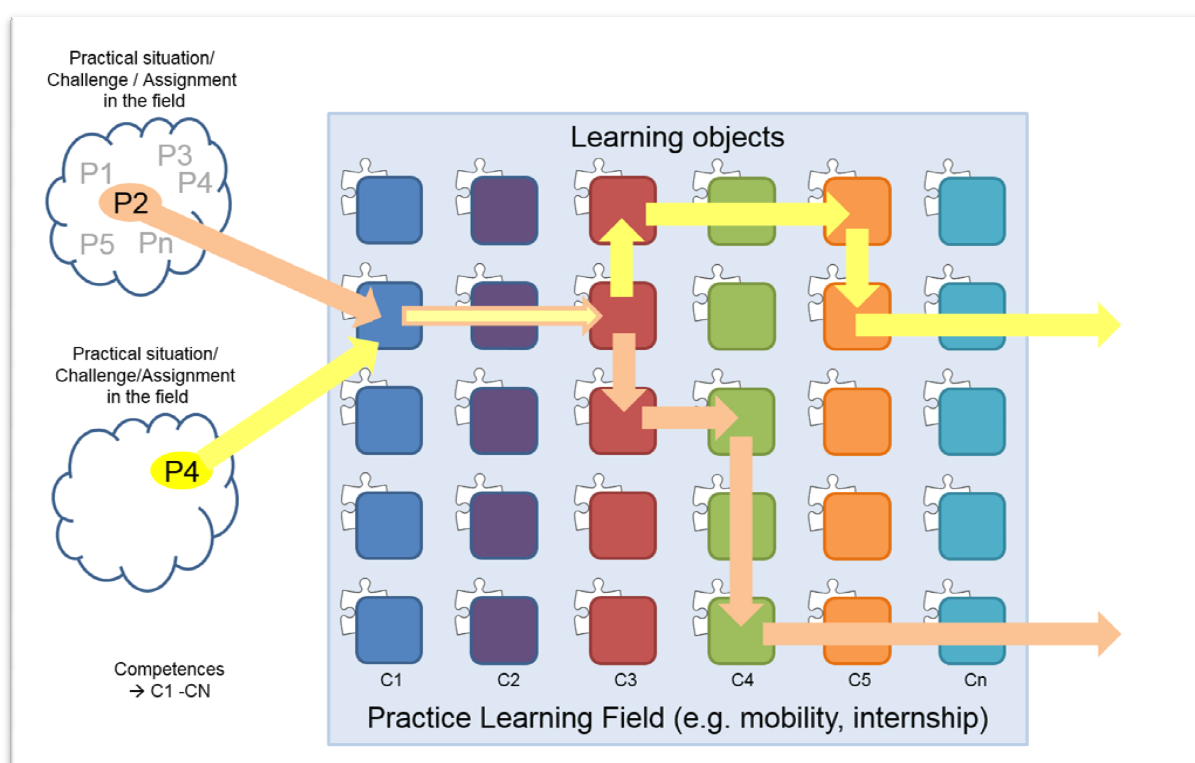 Practical situation/
Challenge / Assignment
in the field
P1
P3
P4
P2
P5
Pn
Practical situation/
Challenge/Assignment
in the field
P4
Competences
→ C1 -CN
Learning objects
C1
C2
C3
C4
C5
Cn
Practice Learning Field (e.g. mobility, internship)